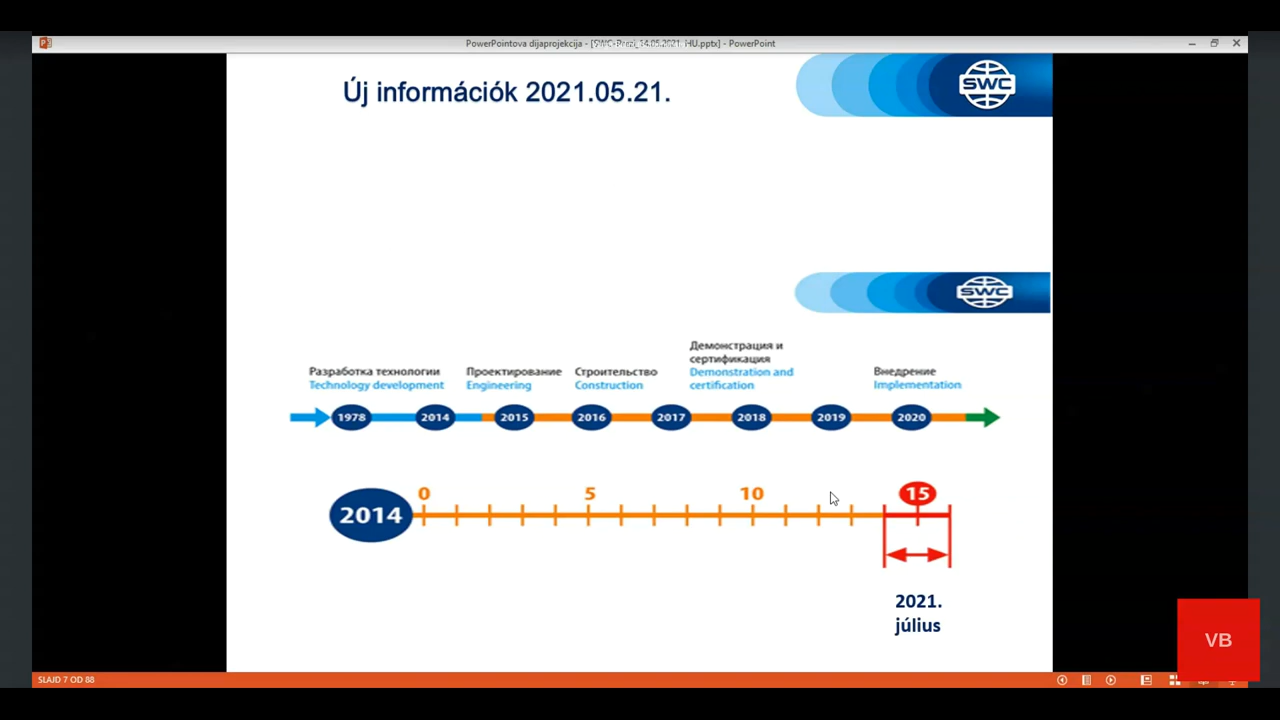 PowerPointova dijaprojekcija - [SWC-Prezi_14.05.2021._HU.pptx] - PowerPoint
Új információk 2021.05.21.
SWC
SWC
Разработка технологии
Technology development
Проектирование
Engineering
Строительство
Construction
Демонстрация и
сертификация
Demonstration and
certification
Внедрение
Implementation
1978 2014 2015 2016 2017 2018 2019 2020
0 5 10 15
2014
2021.
július
VB
SLAJD 7 OD 88